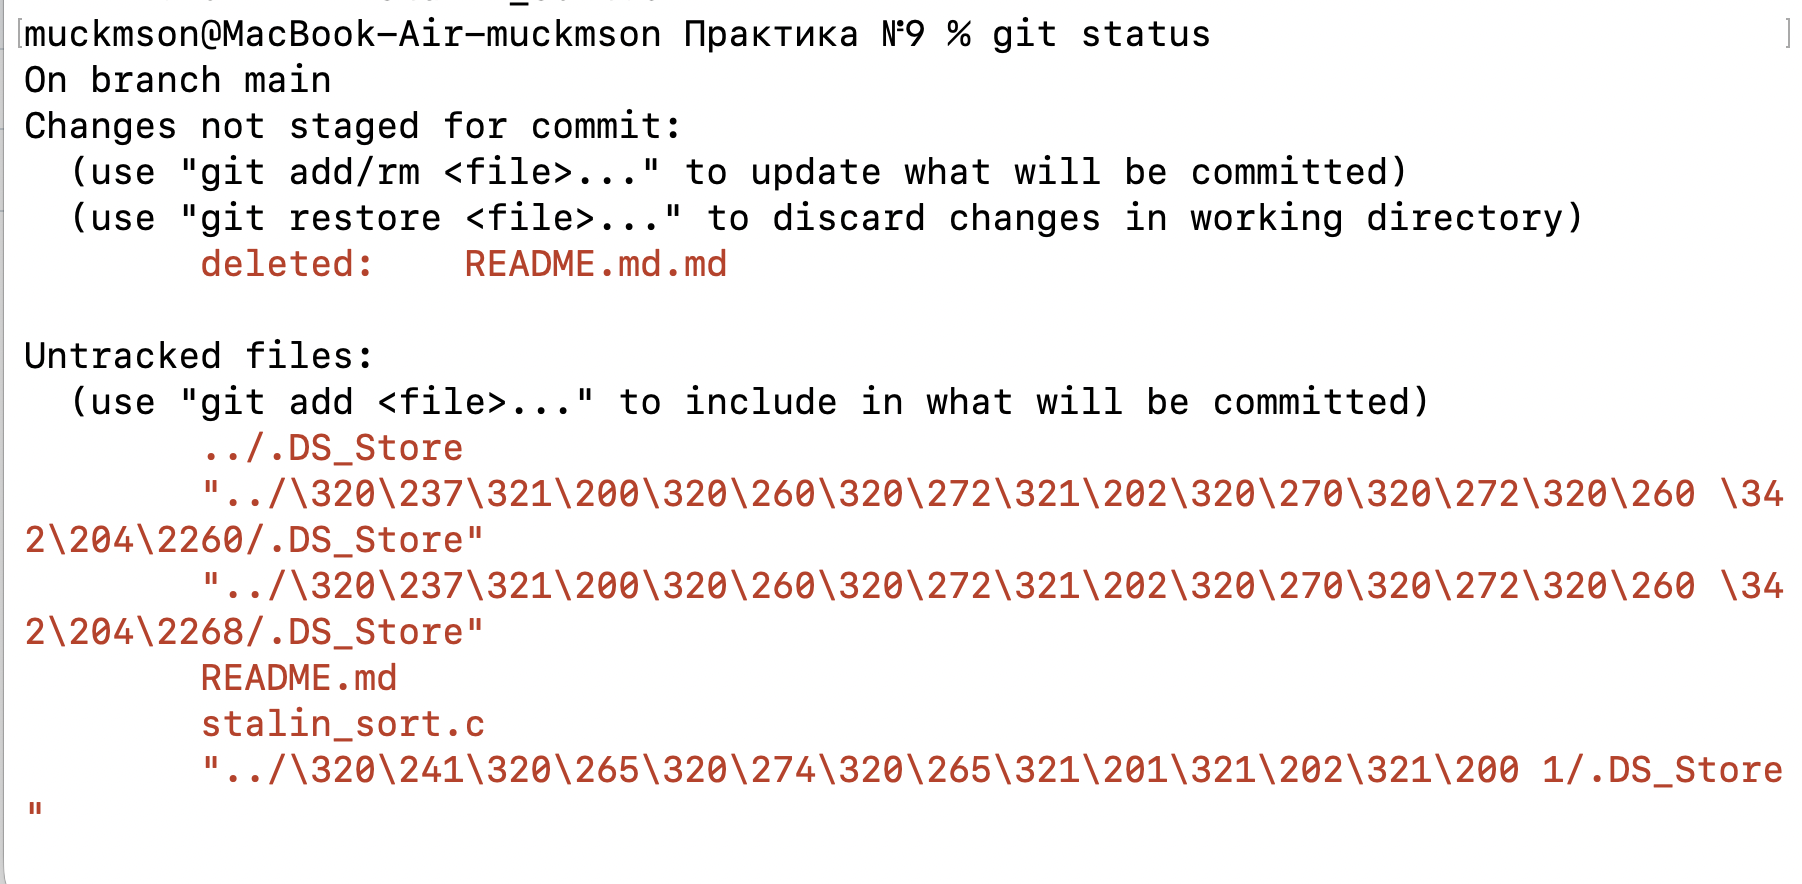 [muckmson@MacBook-Air-muckmson Практика №9 % git status ]
On branch main
Changes not staged for commit:
  (use "git add/rm <file>..." to update what will be committed)
  (use "git restore <file>..." to discard changes in working directory)
        deleted:    README.md.md

Untracked files:
  (use "git add <file>..." to include in what will be committed)
        ../.DS_Store
        "../\320\237\321\200\320\260\320\272\321\202\320\270\320\272\320\260 \34
2\204\2260/.DS_Store"
        "../\320\237\321\200\320\260\320\272\321\202\320\270\320\272\320\260 \34
2\204\2268/.DS_Store"
        README.md
        stalin_sort.c
        "../\320\241\320\265\320\274\320\265\321\201\321\202\321\200 1/.DS_Store
"